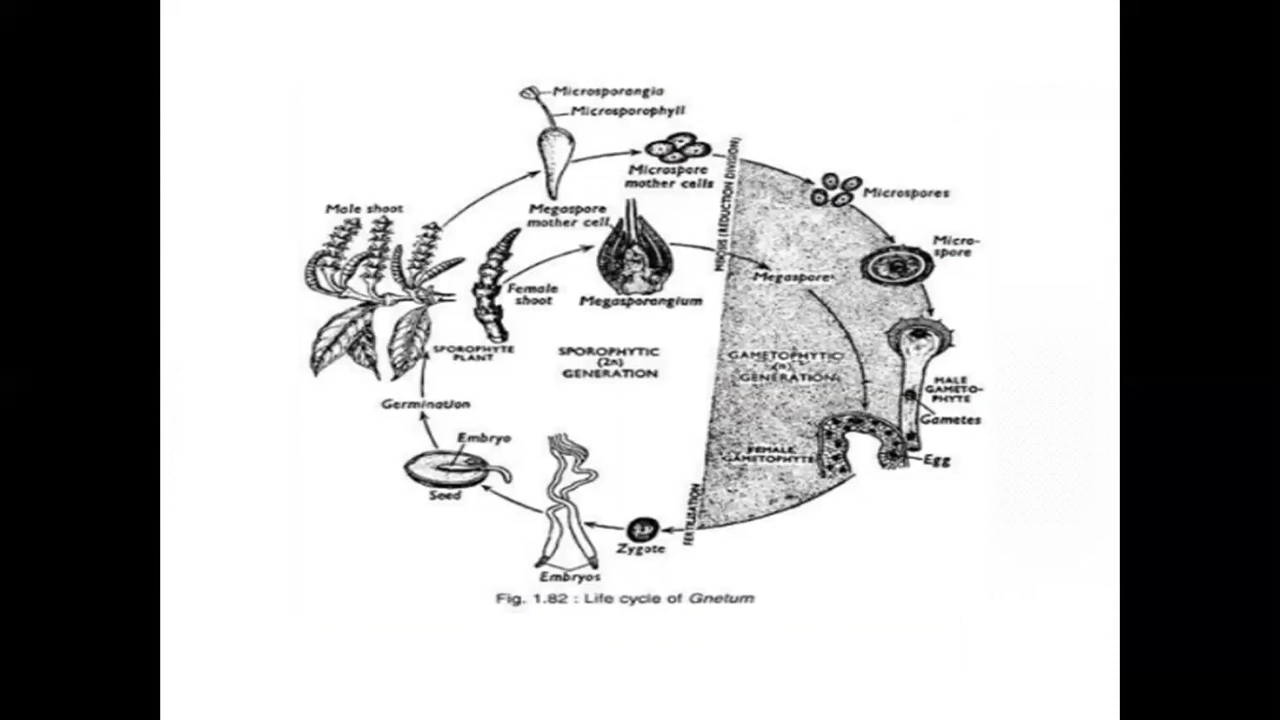 Microsporangia
Microsporophyll
Microspore
mother cells
Microspores
Male shoot
Megaspore
mother cell
Micro-
spore
MIOSIS (REDUCTION DIVISION)
Megaspore
Female
shoot
Megasporangium
SPOROPHYTE
PLANT
SPOROPHYTIC
(2n)
GENERATION
GAMETOPHYTIC
(n)
GENERATION
MALE
GAMETO-
PHYTE
Gametes
Germination
Embryo
Seed
FEMALE
GAMETOPHYTE
Egg
FERTILISATION
Zygote
Embryos
Fig. 1.82 : Life cycle of Gnetum